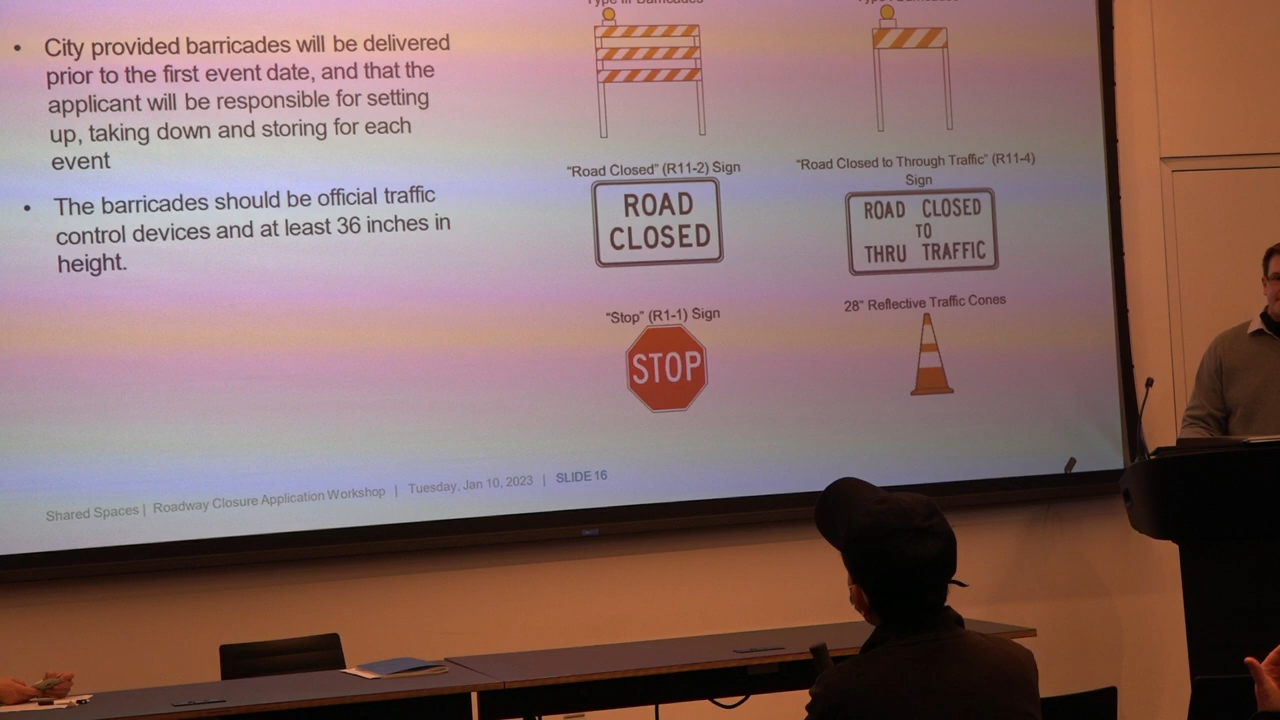 Type III Barricades
• City provided barricades will be delivered
prior to the first event date, and that the
applicant will be responsible for setting
up, taking down and storing for each
event
• The barricades should be official traffic
control devices and at least 36 inches in
height.
“Road Closed” (R11-2) Sign
ROAD
CLOSED
“Road Closed to Through Traffic” (R11-4)
Sign
ROAD CLOSED
TO
THRU TRAFFIC
“Stop” (R1-1) Sign
STOP
28” Reflective Traffic Cones
Shared Spaces | Roadway Closure Application Workshop | Tuesday, Jan 10, 2023 | SLIDE 16